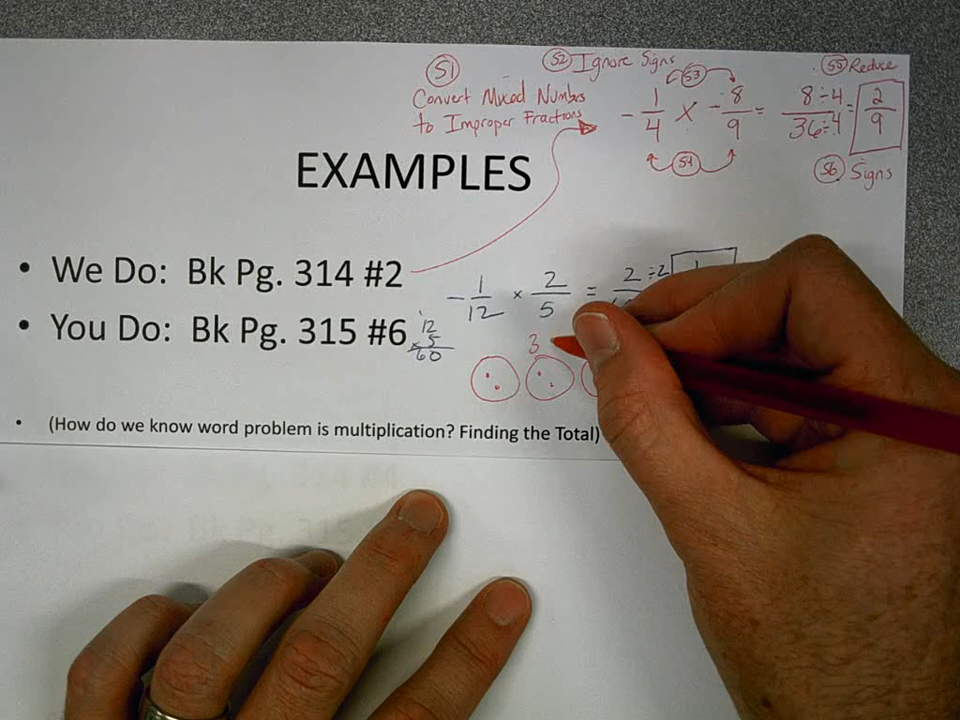 S1 S2 Ignore Signs S3 S5 Reduce
Convert Mixed Numbers
to Improper Fractions
- 1/4 x - 8/9 = 8÷4/36÷4 = 2/9
S4 S6 Signs
EXAMPLES
• We Do: Bk Pg. 314 #2
- 1/12 × 2/5 = 2 ÷2
• You Do: Bk Pg. 315 #6
12
×5
60
3
• (How do we know word problem is multiplication? Finding the Total)